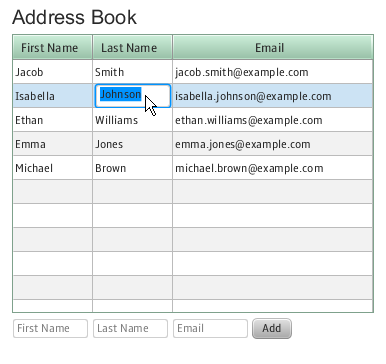 Address Book
First Name Last Name Email
Jacob Smith jacob.smith@example.com
Isabella Johnson isabella.johnson@example.com
Ethan Williams ethan.williams@example.com
Emma Jones emma.jones@example.com
Michael Brown michael.brown@example.com
First Name Last Name Email Add